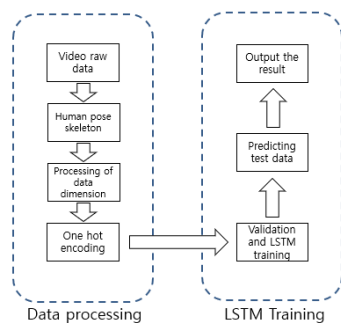 Video raw
data
Human pose
skeleton
Processing of
data
dimension
One hot
encoding
Data processing
Output the
result
Predicting
test data
Validation
and LSTM
training
LSTM Training